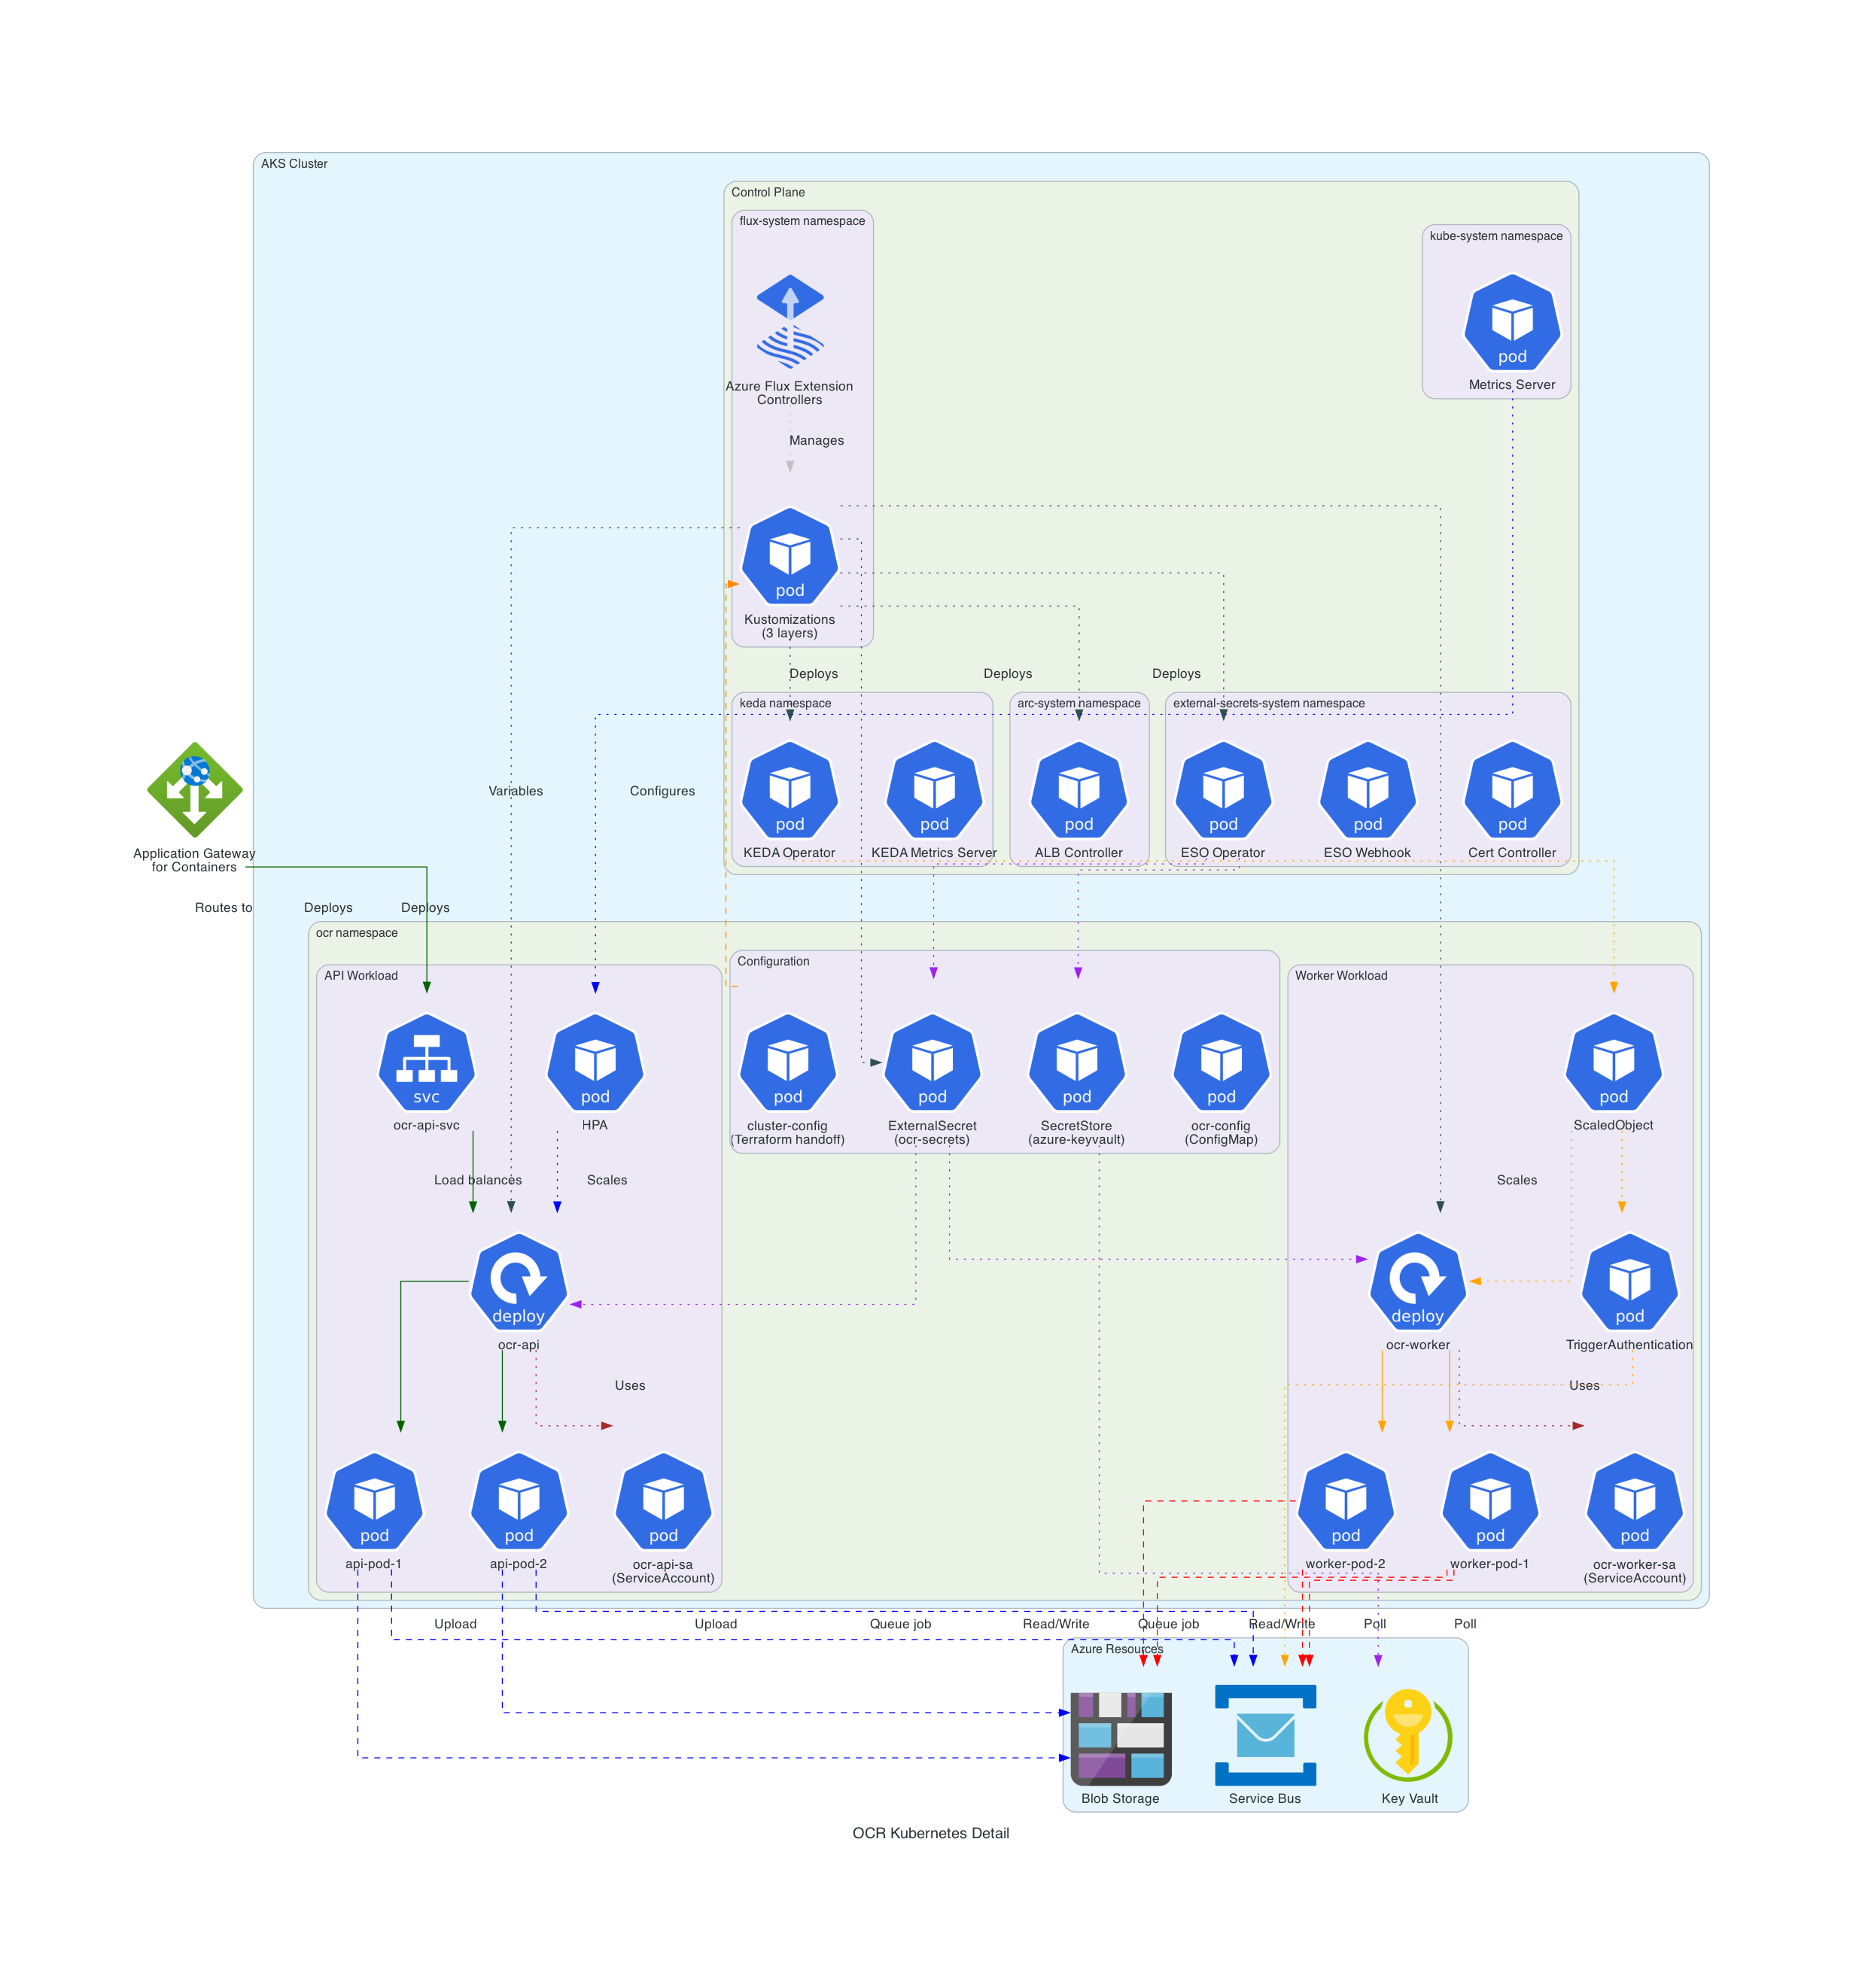 AKS Cluster
Control Plane
flux-system namespace
kube-system namespace
pod
Metrics Server
Azure Flux Extension
Controllers
Manages
pod
Kustomizations
(3 layers)
Deploys
Deploys
Deploys
keda namespace
arc-system namespace
external-secrets-system namespace
Variables
Configures
pod
pod
pod
pod
pod
pod
KEDA Operator
KEDA Metrics Server
ALB Controller
ESO Operator
ESO Webhook
Cert Controller
Application Gateway
for Containers
Routes to
Deploys
Deploys
ocr namespace
API Workload
Configuration
Worker Workload
svc
pod
pod
pod
pod
pod
pod
ocr-api-svc
HPA
cluster-config
(Terraform handoff)
ExternalSecret
(ocr-secrets)
SecretStore
(azure-keyvault)
ocr-config
(ConfigMap)
ScaledObject
Load balances
Scales
Scales
deploy
deploy
pod
ocr-api
ocr-worker
TriggerAuthentication
Uses
Uses
pod
pod
pod
pod
pod
pod
api-pod-1
api-pod-2
ocr-api-sa
(ServiceAccount)
worker-pod-2
worker-pod-1
ocr-worker-sa
(ServiceAccount)
Upload
Upload
Queue job
Read/Write
Queue job
Read/Write
Poll
Poll
Azure Resources
Blob Storage
Service Bus
Key Vault
OCR Kubernetes Detail